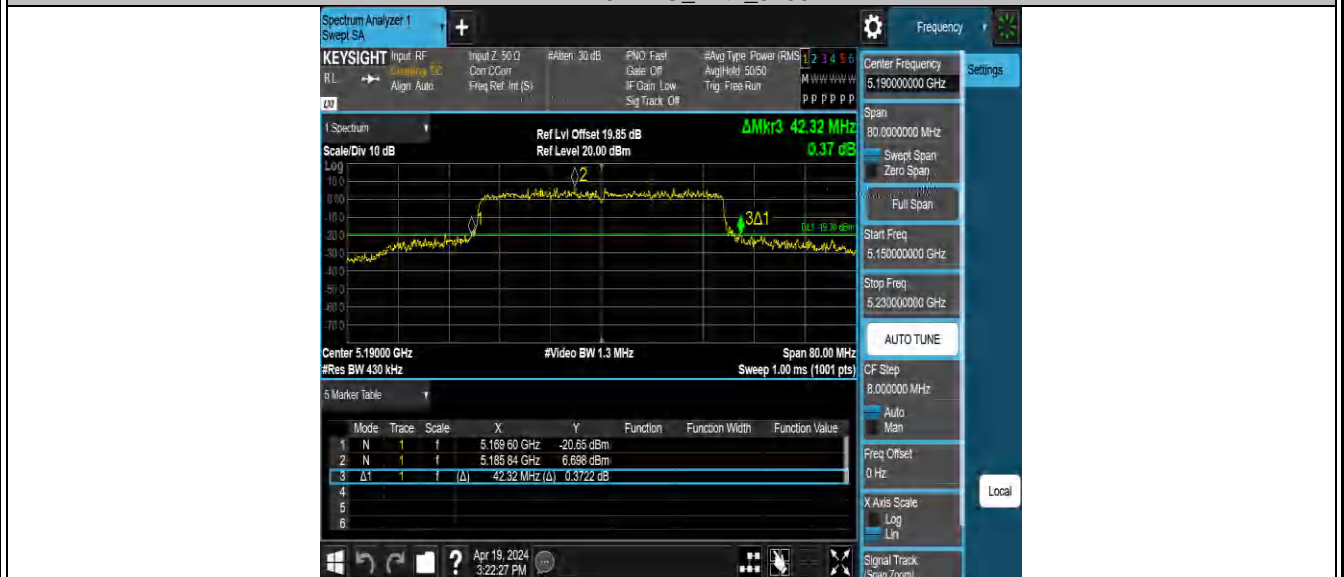 Spectrum Analyzer 1
Swept SA
+
Frequency
KEYSIGHT Input: RF
R L
Align: Auto
LXI
Input Z: 50 Ω
Corr CCorr
Freq Ref: Int (S)
#Atten: 30 dB
PNO: Fast
Gate: Off
IF Gain: Low
Sig Track: Off
#Avg Type: Power (RMS
Avg|Hold: 50/50
Trig: Free Run
1 2 3 4 5 6
M W W W W W
P P P P P P
Center Frequency
5.190000000 GHz
Settings
Span
80.0000000 MHz
Swept Span
Zero Span
Full Span
Start Freq
5.150000000 GHz
Stop Freq
5.230000000 GHz
AUTO TUNE
CF Step
8.000000 MHz
Auto
Man
Freq Offset
0 Hz
X Axis Scale
Log
Lin
Signal Track
(Span Zoom)
Local
1 Spectrum
Scale/Div 10 dB
Ref Lvl Offset 19.85 dB
Ref Level 20.00 dBm
ΔMkr3 42.32 MHz
0.37 dB
Log
10.0
0.00
-10.0
-20.0
-30.0
-40.0
-50.0
-60.0
-70.0
1
2
3Δ1
Center 5.19000 GHz
#Video BW 1.3 MHz
Span 80.00 MHz
#Res BW 430 kHz
Sweep 1.00 ms (1001 pts)
5 Marker Table
Mode Trace Scale X Y Function Function Width Function Value
1 N 1 f 5.169 60 GHz -20.65 dBm
2 N 1 f 5.185 84 GHz 6.698 dBm
3 Δ1 1 f (Δ) 42.32 MHz (Δ) 0.3722 dB
4
5
6
?
Apr 19, 2024
3:22:27 PM